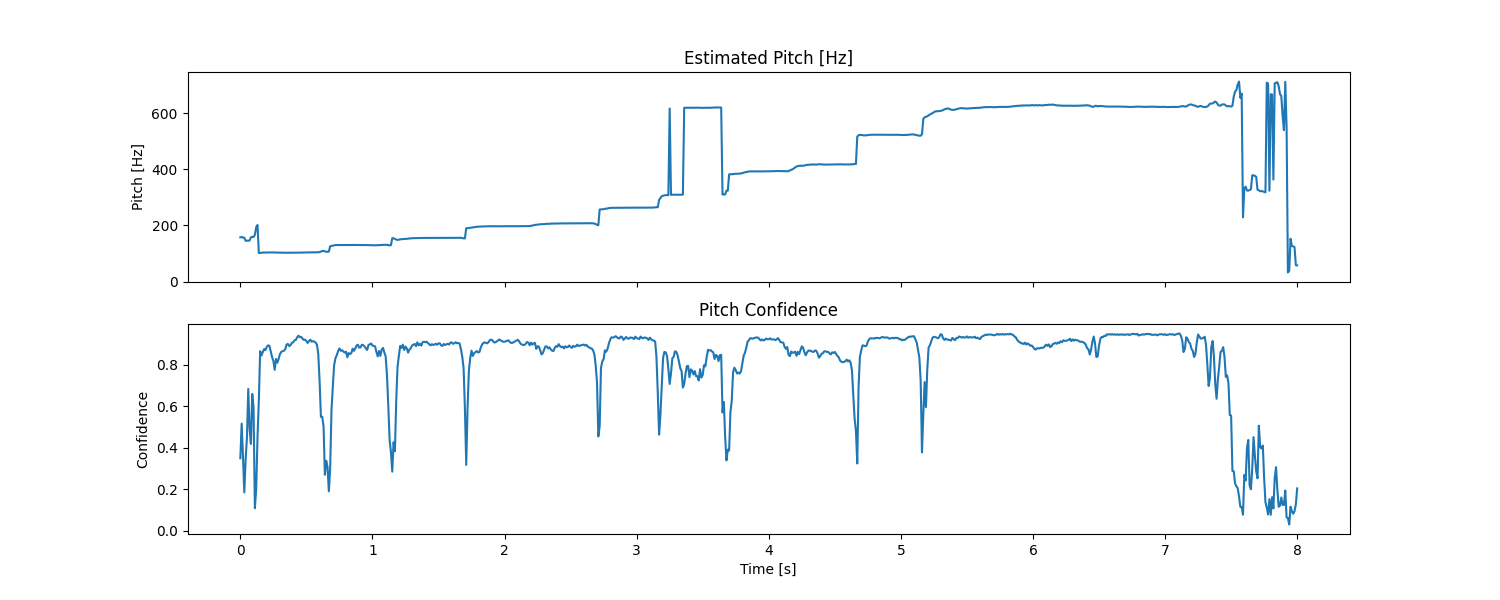 Estimated Pitch [Hz]
Pitch [Hz]
600
400
200
0
Pitch Confidence
Confidence
0.8
0.6
0.4
0.2
0.0
0 1 2 3 4 5 6 7 8
Time [s]